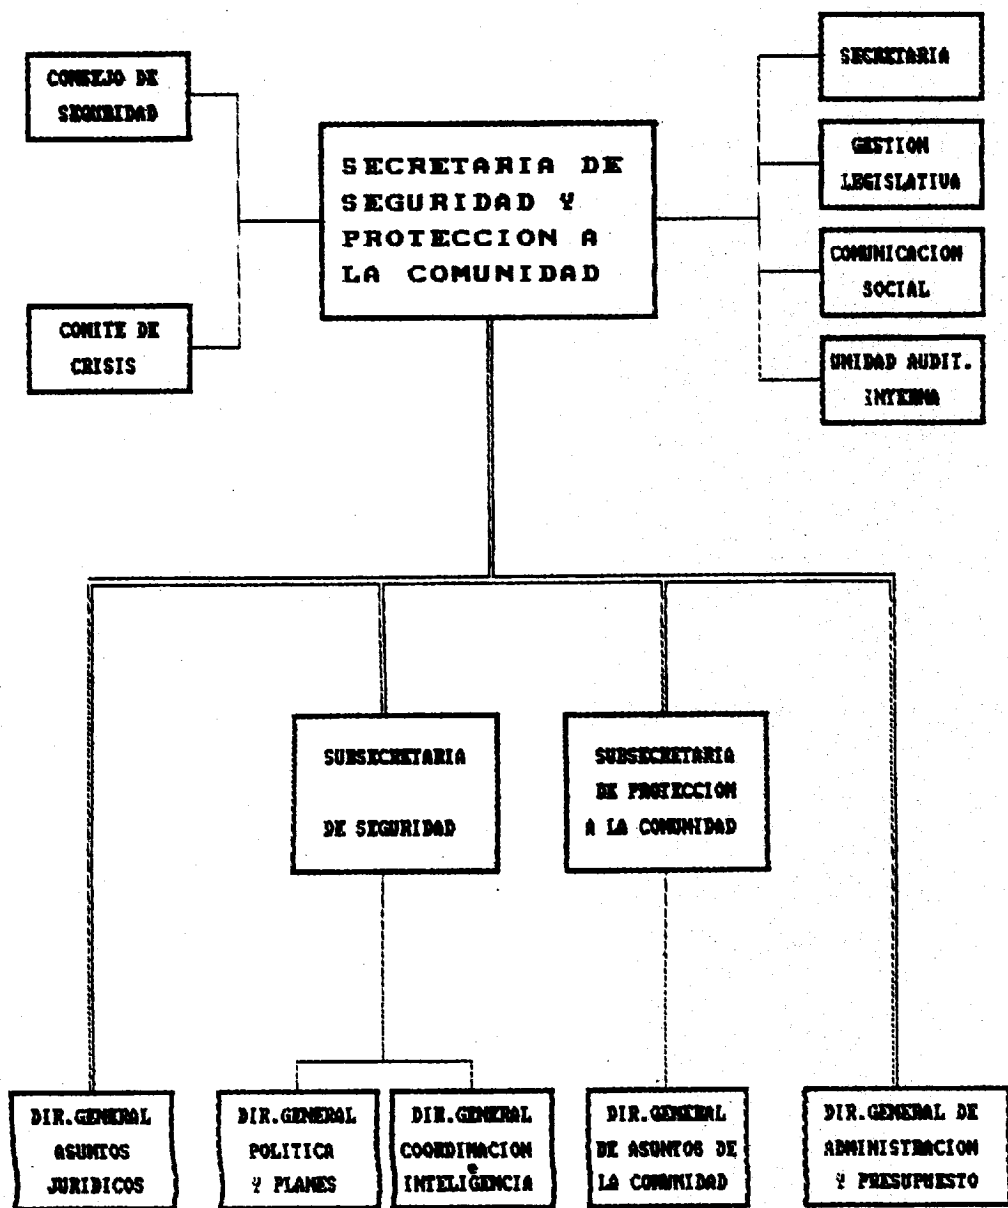 CONSEJO DE
SEGURIDAD
COMITE DE
CRISIS
SECRETARIA DE
SEGURIDAD Y
PROTECCION A
LA COMUNIDAD
SECRETARIA
GESTION
LEGISLATIVA
COMUNICACION
SOCIAL
UNIDAD AUDIT.
INTERNA
SUBSECRETARIA
DE SEGURIDAD
SUBSECRETARIA
DE PROTECCION
A LA COMUNIDAD
DIR.GENERAL
ASUNTOS
JURIDICOS
DIR.GENERAL
POLITICA
Y PLANES
DIR.GENERAL
COORDINACION
e
INTELIGENCIA
DIR.GENERAL
DE ASUNTOS DE
LA COMUNIDAD
DIR.GENERAL DE
ADMINISTRACION
Y PRESUPUESTO